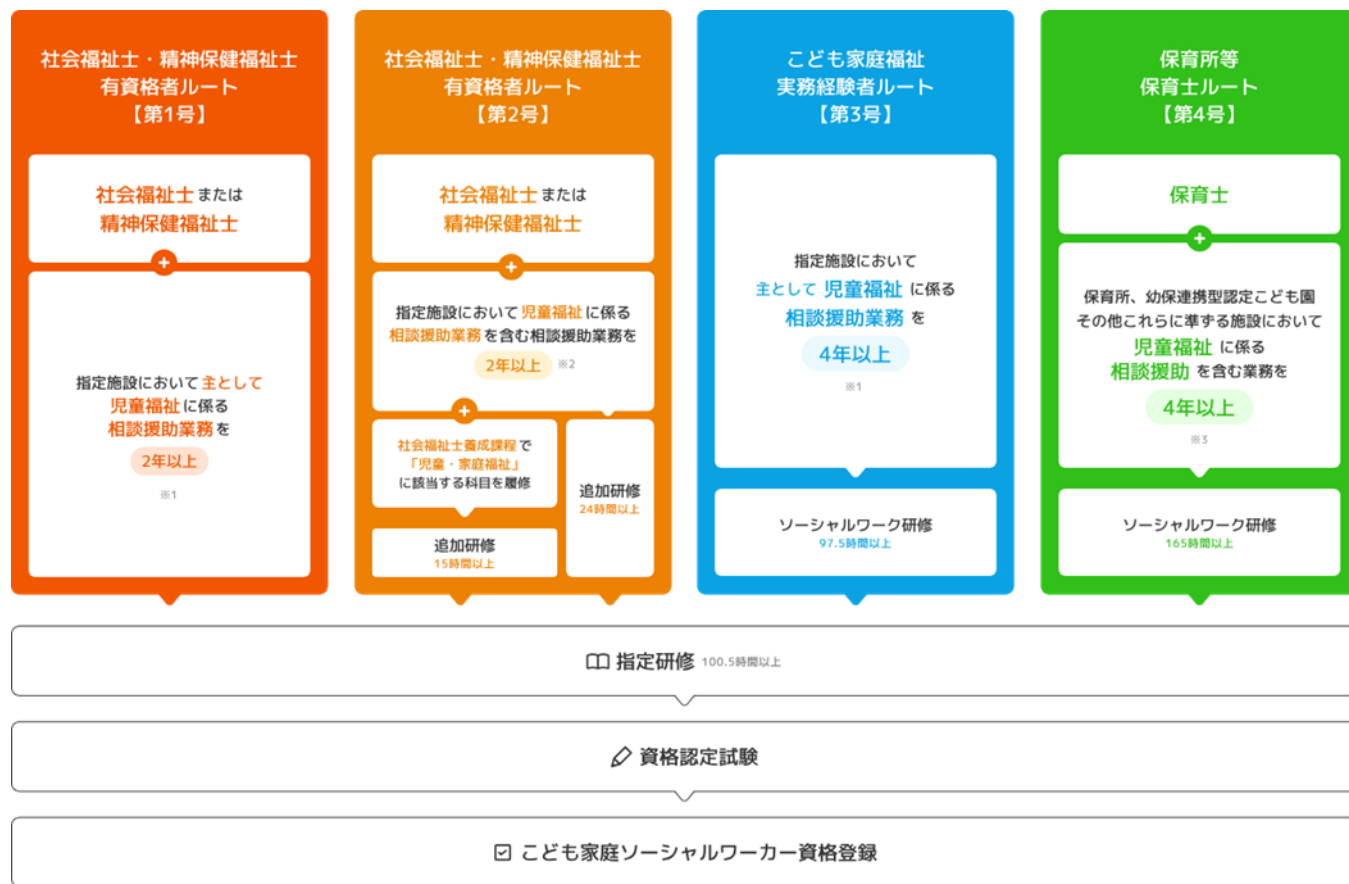 社会福祉士・精神保健福祉士
有資格者ルート
【第1号】
社会福祉士 または
精神保健福祉士
+
指定施設において 主として
児童福祉 に係る
相談援助業務 を
2年以上
※1
社会福祉士・精神保健福祉士
有資格者ルート
【第2号】
社会福祉士 または
精神保健福祉士
+
指定施設において 児童福祉 に係る
相談援助業務 を含む相談援助業務を
2年以上 ※2
+
社会福祉士養成課程 で
「児童・家庭福祉」
に該当する科目を履修
追加研修
15時間以上
追加研修
24時間以上
こども家庭福祉
実務経験者ルート
【第3号】
指定施設において
主として 児童福祉 に係る
相談援助業務 を
4年以上
※1
ソーシャルワーク研修
97.5時間以上
保育所等
保育士ルート
【第4号】
保育士
+
保育所、幼保連携型認定こども園
その他これらに準ずる施設において
児童福祉 に係る
相談援助 を含む業務を
4年以上
※3
ソーシャルワーク研修
165時間以上
指定研修 100.5時間以上
資格認定試験
こども家庭ソーシャルワーカー資格登録